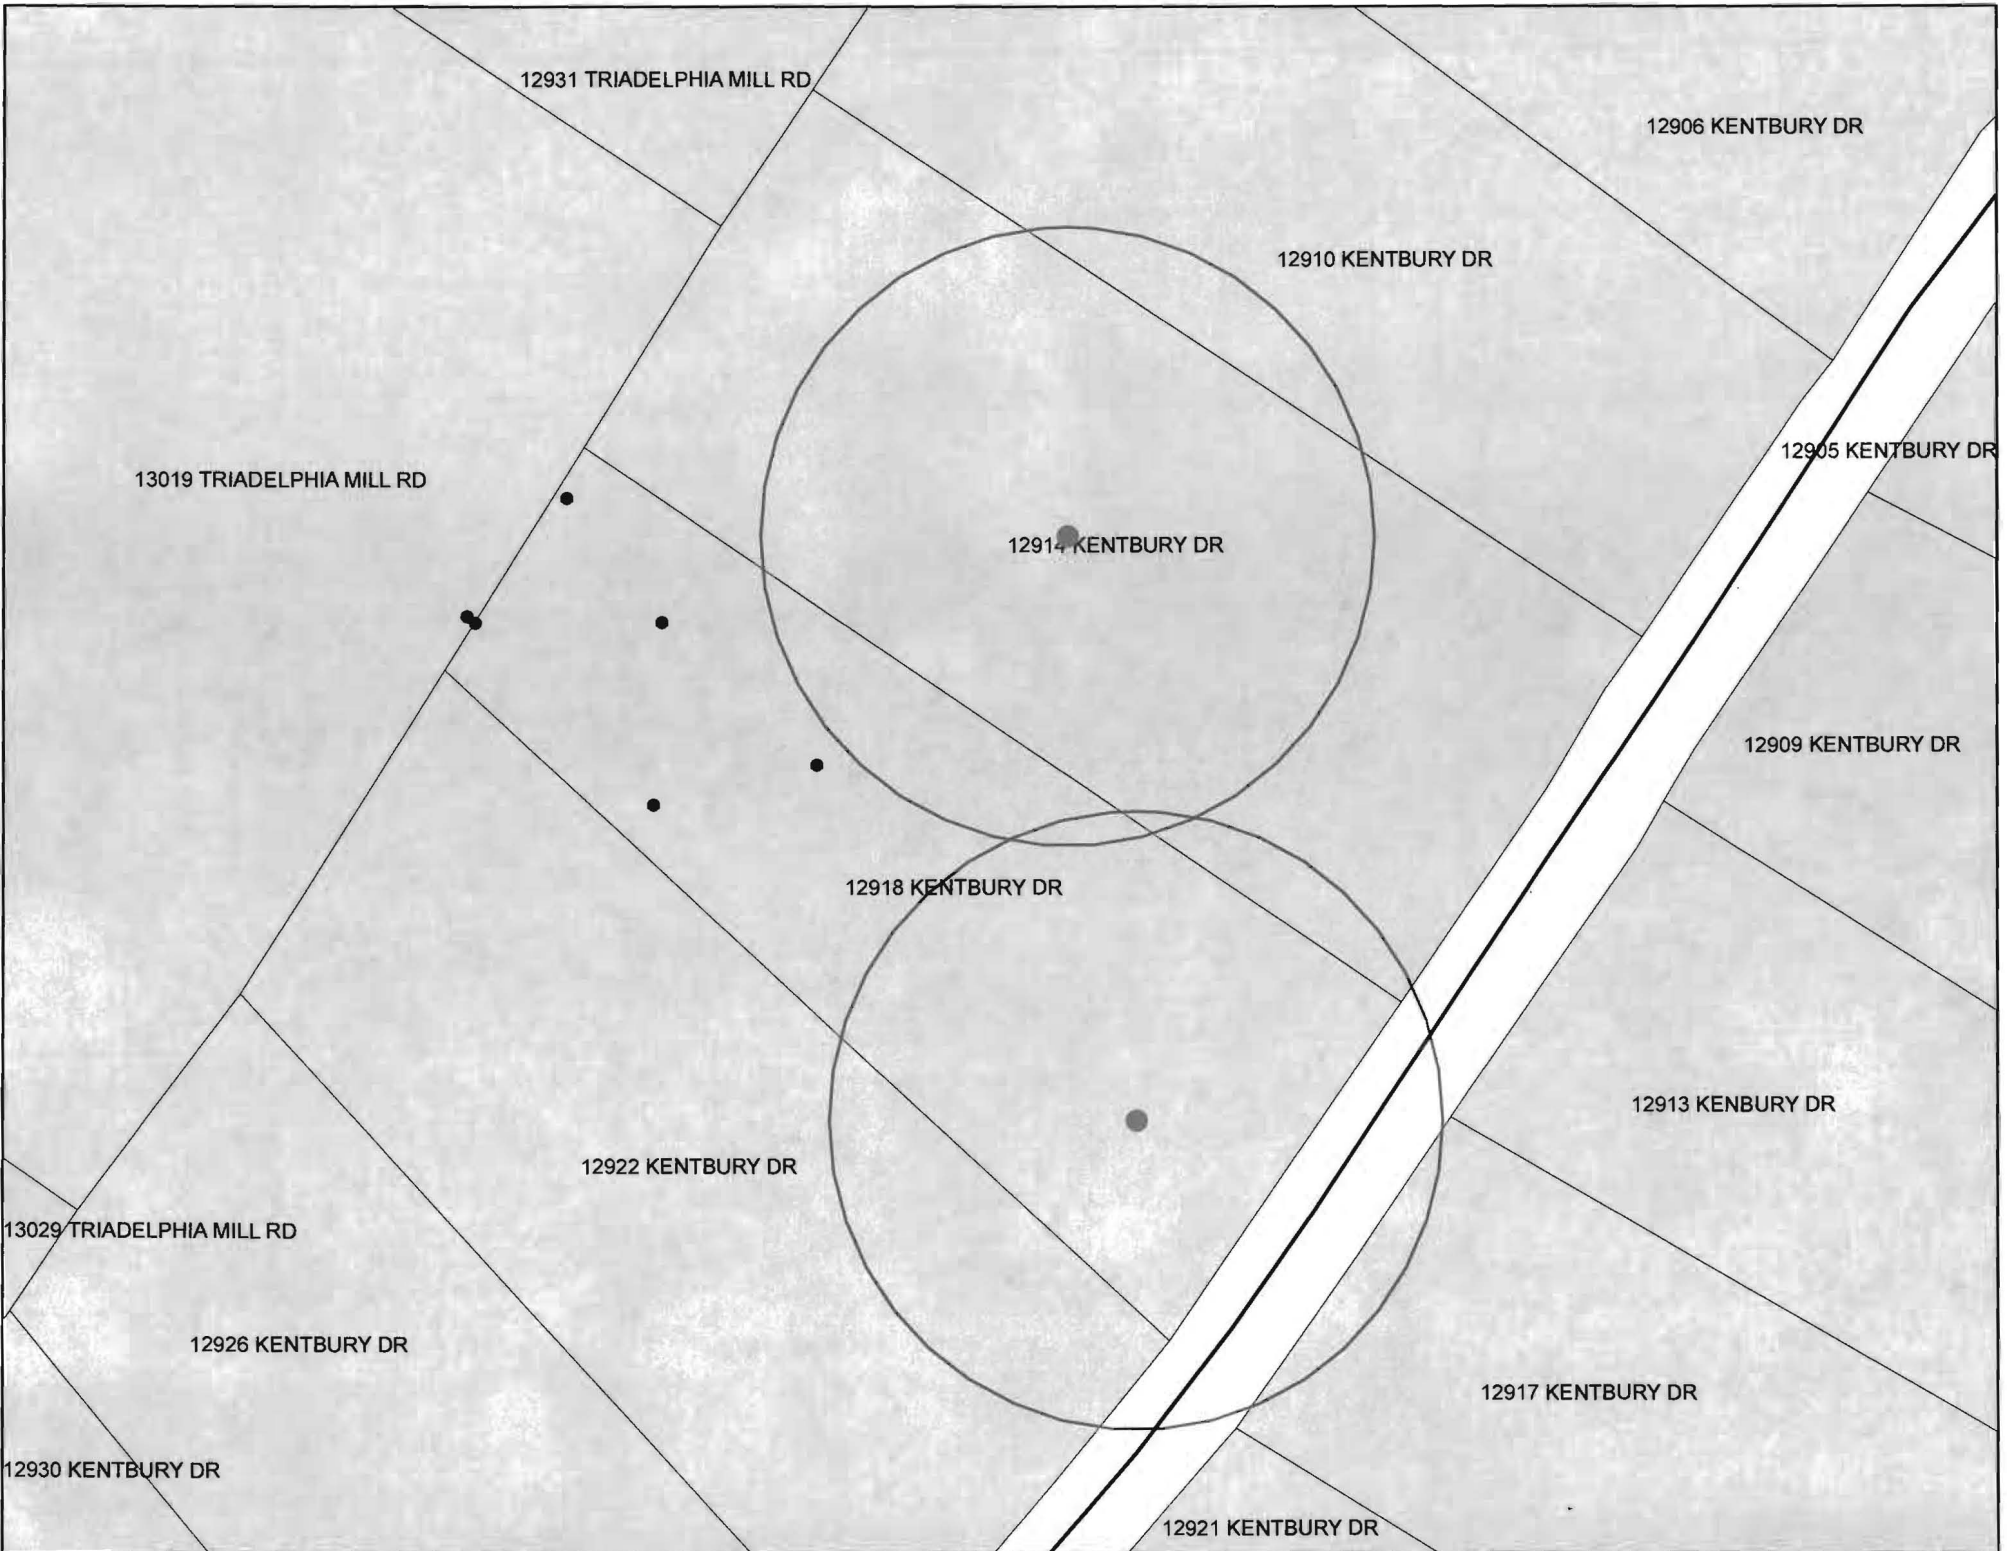 12931 TRIADELPHIA MILL RD
12906 KENTBURY DR
12910 KENTBURY DR
12905 KENTBURY DR
13019 TRIADELPHIA MILL RD
12914 KENTBURY DR
12909 KENTBURY DR
12918 KENTBURY DR
12913 KENBURY DR
12922 KENTBURY DR
13029 TRIADELPHIA MILL RD
12926 KENTBURY DR
12917 KENTBURY DR
12930 KENTBURY DR
12921 KENTBURY DR